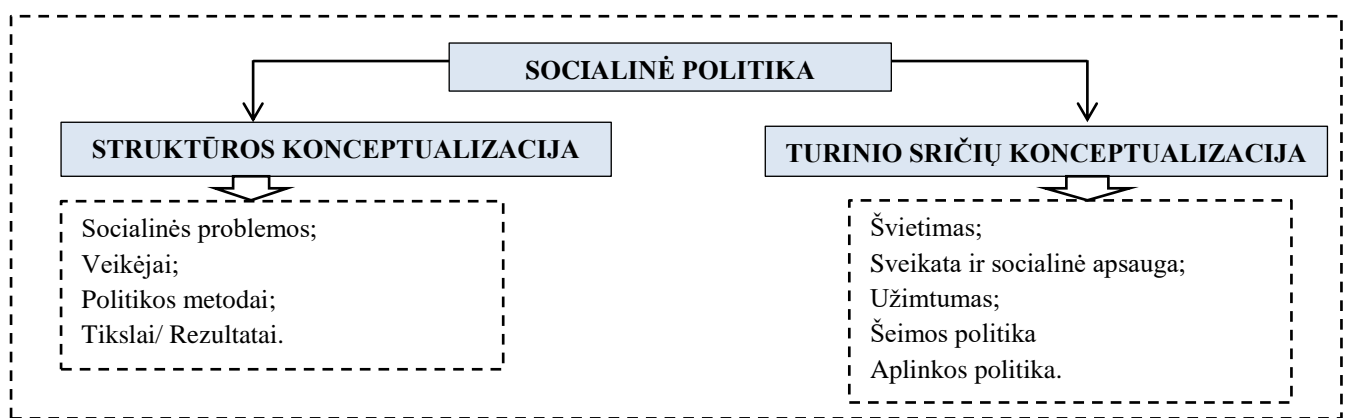 SOCIALINĖ POLITIKA
STRUKTŪROS KONCEPTUALIZACIJA
Socialinės problemos;
Veikėjai;
Politikos metodai;
Tikslai/ Rezultatai.
TURINIO SRIČIŲ KONCEPTUALIZACIJA
Švietimas;
Sveikata ir socialinė apsauga;
Užimtumas;
Šeimos politika
Aplinkos politika.